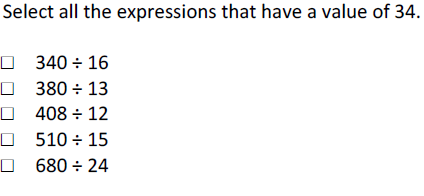 Select all the expressions that have a value of 34.
☐ 340 ÷ 16
☐ 380 ÷ 13
☐ 408 ÷ 12
☐ 510 ÷ 15
☐ 680 ÷ 24